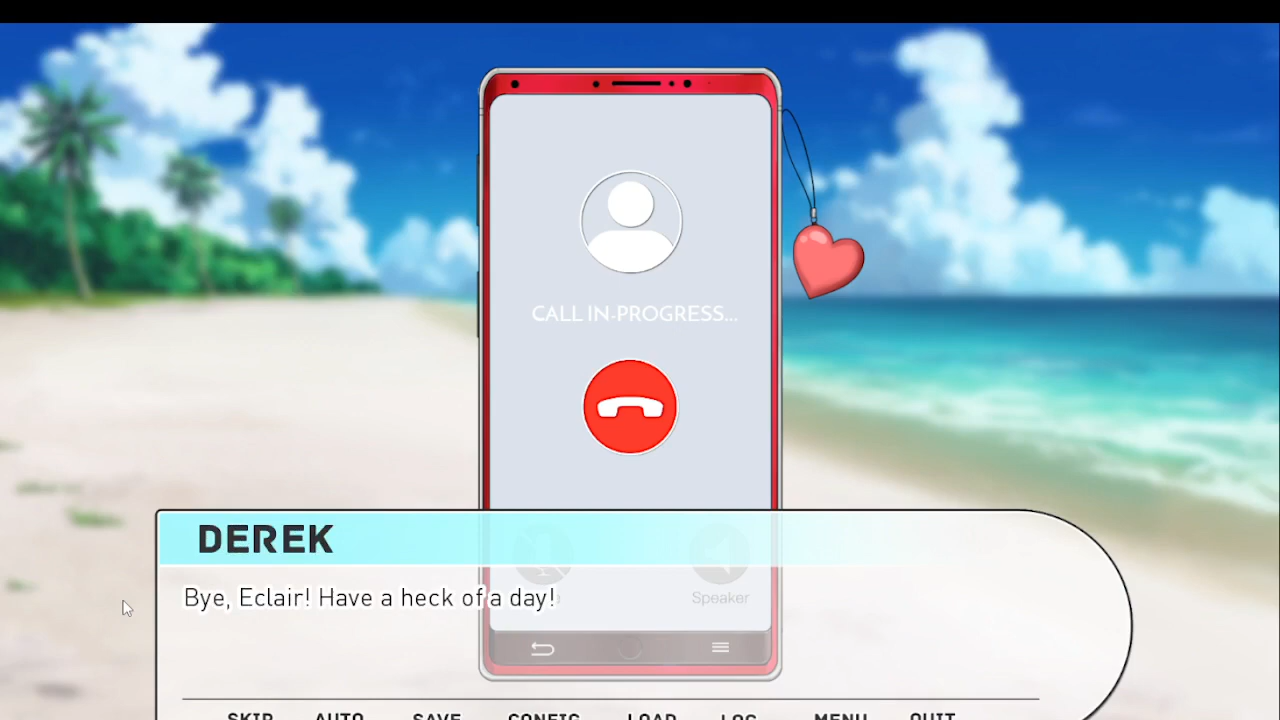 CALL IN-PROGRESS...
DEREK
Bye, Eclair! Have a heck of a day!
Speaker
SKIP AUTO SAVE CONFIG LOAD LOG MENU QUIT